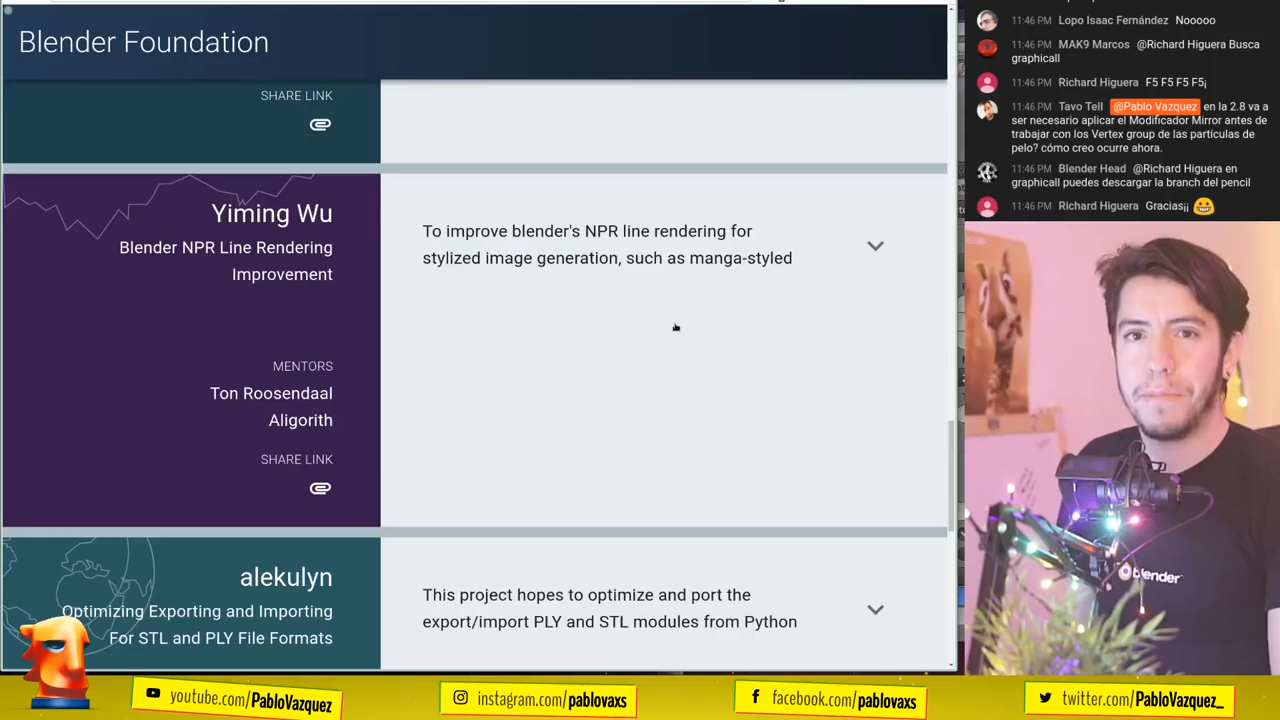 Blender Foundation
SHARE LINK
Yiming Wu
Blender NPR Line Rendering
Improvement
To improve blender's NPR line rendering for
stylized image generation, such as manga-styled
MENTORS
Ton Roosendaal
Aligorith
SHARE LINK
alekulyn
Optimizing Exporting and Importing
For STL and PLY File Formats
This project hopes to optimize and port the
export/import PLY and STL modules from Python
11:46 PM Lopo Isaac Fernández Nooooo
11:46 PM MAK9 Marcos @Richard Higuera Busca
graphicall
11:46 PM Richard Higuera F5 F5 F5 F5¡
11:46 PM Tavo Tell @Pablo Vazquez en la 2.8 va a
ser necesario aplicar el Modificador Mirror antes de
trabajar con los Vertex group de las partículas de
pelo? cómo creo ocurre ahora.
11:46 PM Blender Head @Richard Higuera en
graphicall puedes descargar la branch del pencil
11:46 PM Richard Higuera Gracias¡¡
blender
youtube.com/PabloVazquez
instagram.com/pablovaxs
facebook.com/pablovaxs
twitter.com/PabloVazquez_